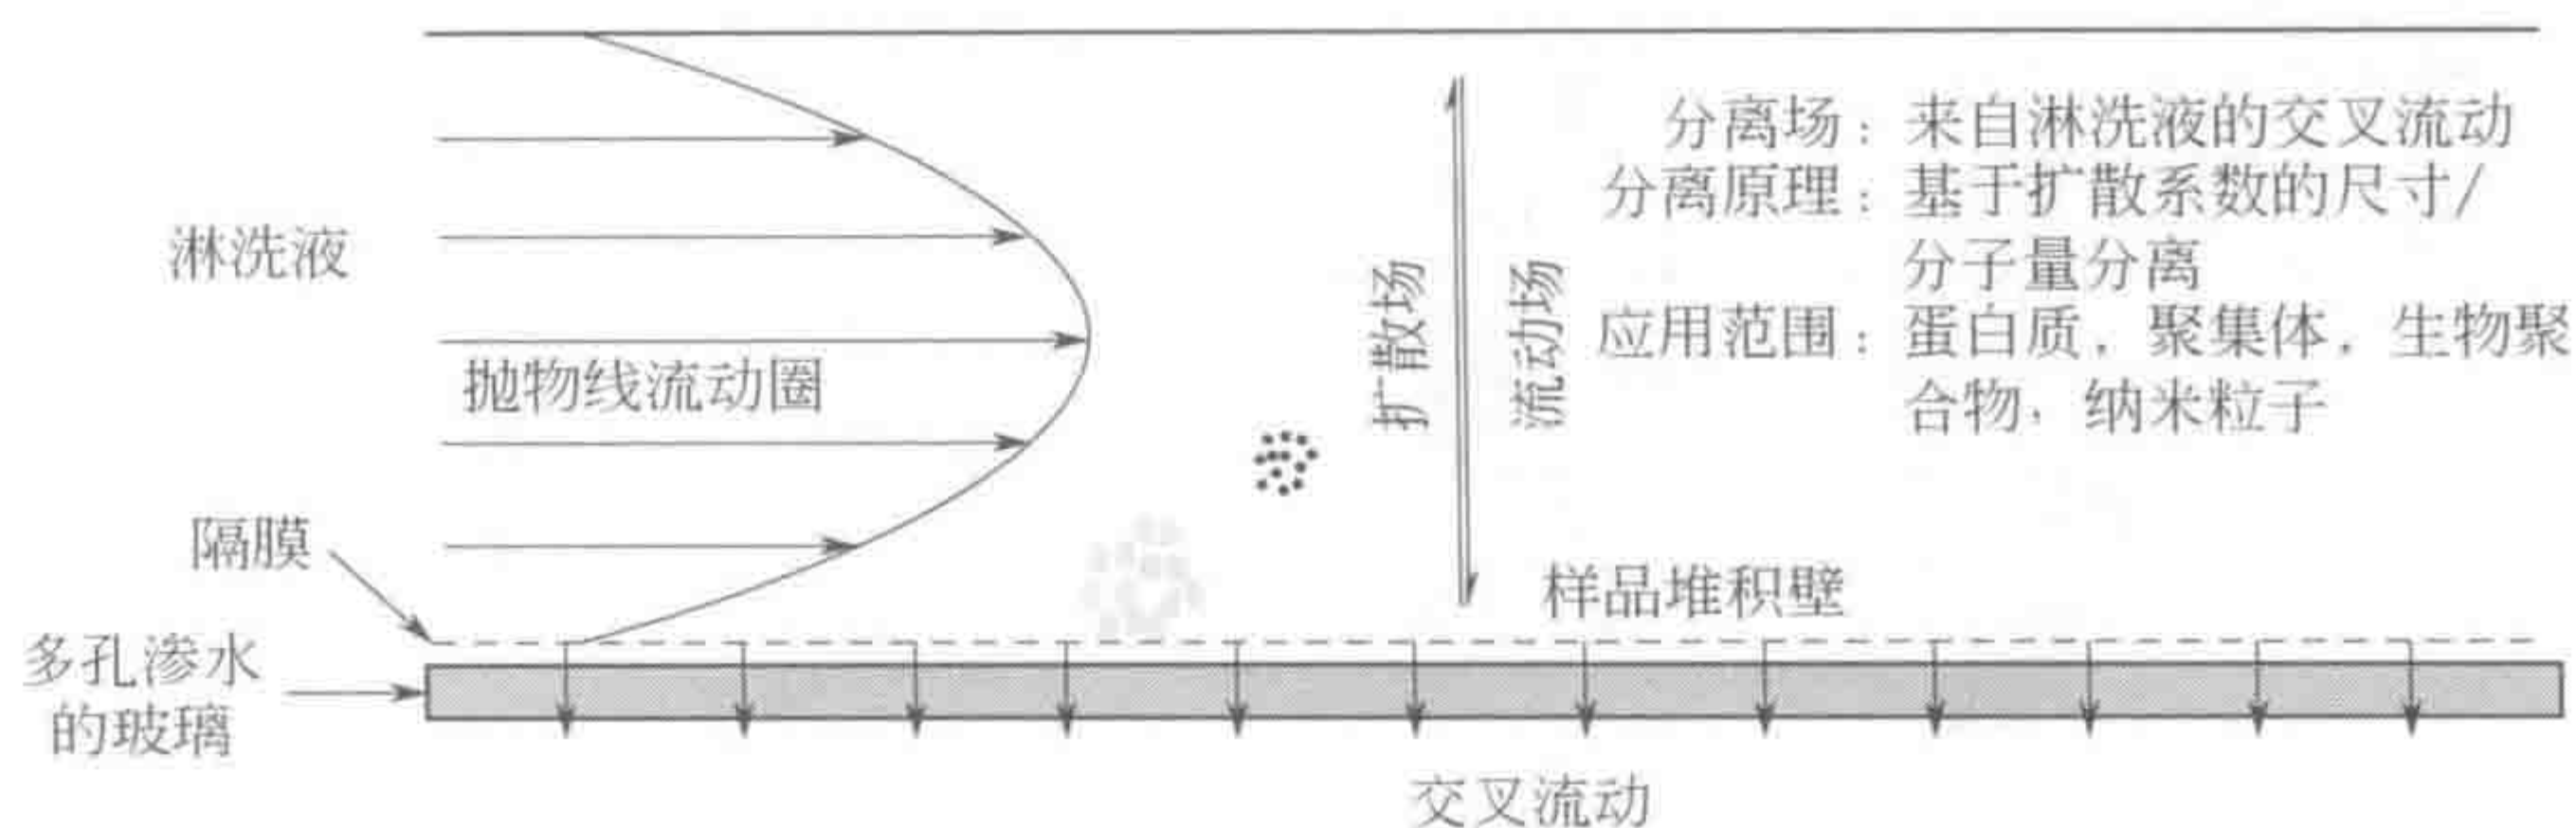 分离场：来自淋洗液的交叉流动
分离原理：基于扩散系数的尺寸/
分子量分离
应用范围：蛋白质，聚集体，生物聚
合物，纳米粒子
淋洗液
抛物线流动圈
扩散场
流动场
隔膜
样品堆积壁
多孔渗水
的玻璃
交叉流动